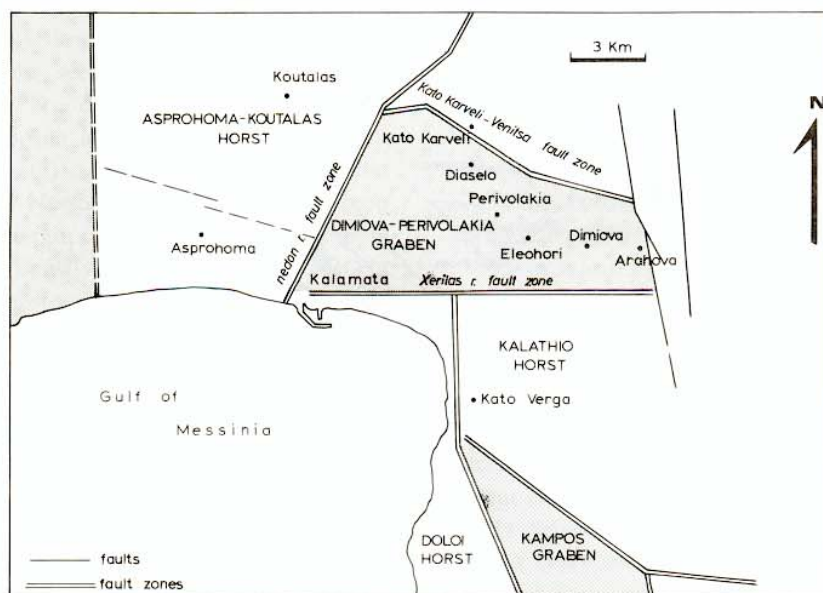 3 Km
N
Koutalas
ASPROHOMA-KOUTALAS
HORST
Kato Karveli-Venitsa fault zone
Kato Karveli
Diaselo
Perivolakia
nedon r. fault zone
DIMIOVA-PERIVOLAKIA
GRABEN
Dimiova
Asprohoma
Eleohori
Arahova
Kalamata
Xerilas r. fault zone
KALATHIO
HORST
Kato Verga
Gulf of
Messinia
DOLOI
HORST
KAMPOS
GRABEN
faults
fault zones